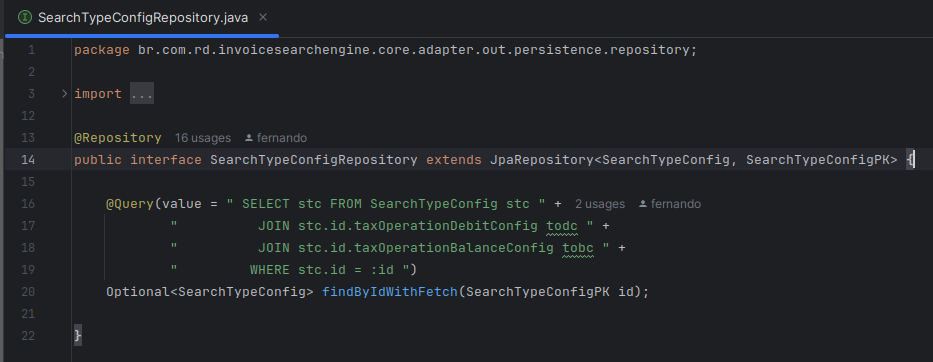 SearchTypeConfigRepository.java ×
1 package br.com.rd.invoicesearchengine.core.adapter.out.persistence.repository;
2
3 import ...
12
13 @Repository 16 usages fernando
14 public interface SearchTypeConfigRepository extends JpaRepository<SearchTypeConfig, SearchTypeConfigPK> {
15
16 @Query(value = " SELECT stc FROM SearchTypeConfig stc " + 2 usages fernando
17 " JOIN stc.id.taxOperationDebitConfig todc " +
18 " JOIN stc.id.taxOperationBalanceConfig tobc " +
19 " WHERE stc.id = :id ")
20 Optional<SearchTypeConfig> findByIdWithFetch(SearchTypeConfigPK id);
21
22 }